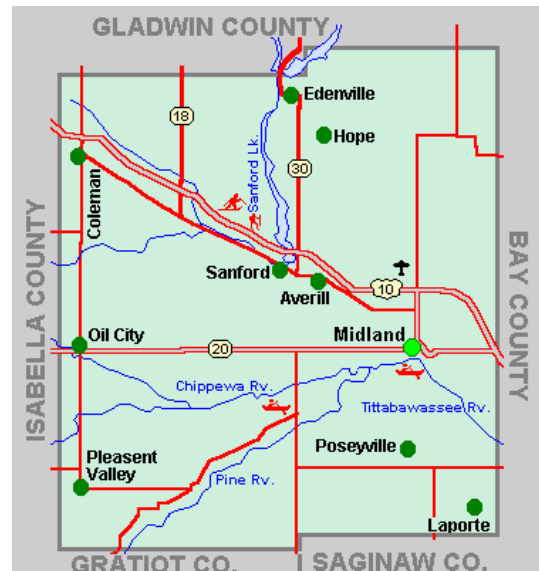 GLADWIN COUNTY
Edenville
18
Hope
Sanford Lk.
30
Coleman
ISABELLA COUNTY
BAY COUNTY
Sanford
Averill
10
Oil City
Midland
20
Chippewa Rv.
Tittabawassee Rv.
Poseyville
Pleasent
Valley
Pine Rv.
Laporte
GRATIOT CO.
SAGINAW CO.